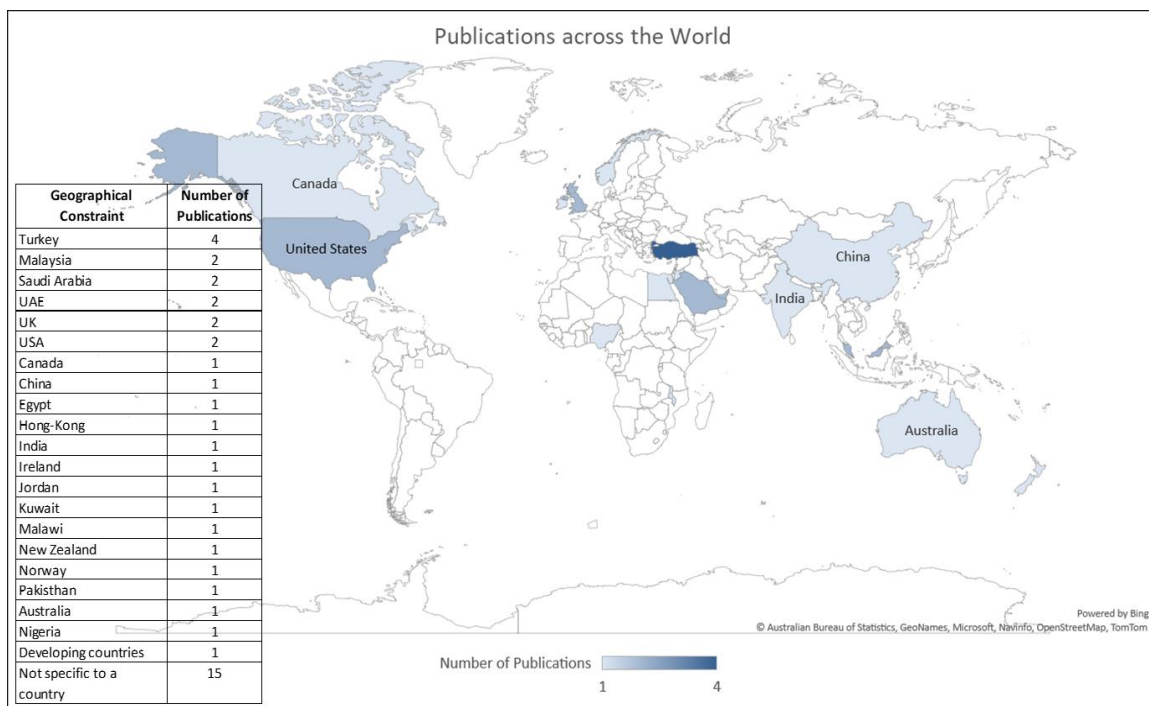 Publications across the World
Canada
United States
China
India
Australia
Geographical Constraint Number of Publications
Turkey 4
Malaysia 2
Saudi Arabia 2
UAE 2
UK 2
USA 2
Canada 1
China 1
Egypt 1
Hong-Kong 1
India 1
Ireland 1
Jordan 1
Kuwait 1
Malawi 1
New Zealand 1
Norway 1
Pakisthan 1
Australia 1
Nigeria 1
Developing countries 1
Not specific to a country 15
Powered by Bing
© Australian Bureau of Statistics, GeoNames, Microsoft, Navinfo, OpenStreetMap, TomTom
Number of Publications
1 4